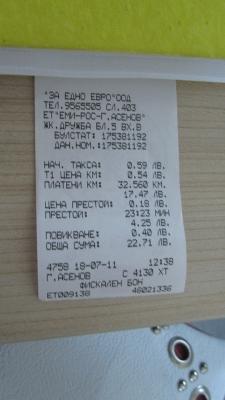 "ЗА ЕДНО ЕВРО"ООД
ТЕЛ.9565505 СЛ.403
ЕТ"ЕМИ-РОС-Г.АСЕНОВ"
ЖК.ДРУЖБА БЛ.5 ВХ.В
БУЛСТАТ: 175381192
ДАН.НОМ.:175381192
НАЧ. ТАКСА: 0.59 ЛВ.
Т1 ЦЕНА КМ: 0.54 ЛВ.
ПЛАТЕНИ КМ: 32.560 КМ.
17.47 ЛВ.
ЦЕНА ПРЕСТОЙ: 0.18 ЛВ.
ПРЕСТОЙ: 23:23 МИН
4.25 ЛВ.
ПОВИКВАНЕ: 0.40 ЛВ.
ОБЩА СУМА: 22.71 ЛВ.
4758 18-07-11 12:38
Г.АСЕНОВ С 4130 ХТ
ФИСКАЛЕН БОН
ЕТ009138 48021336